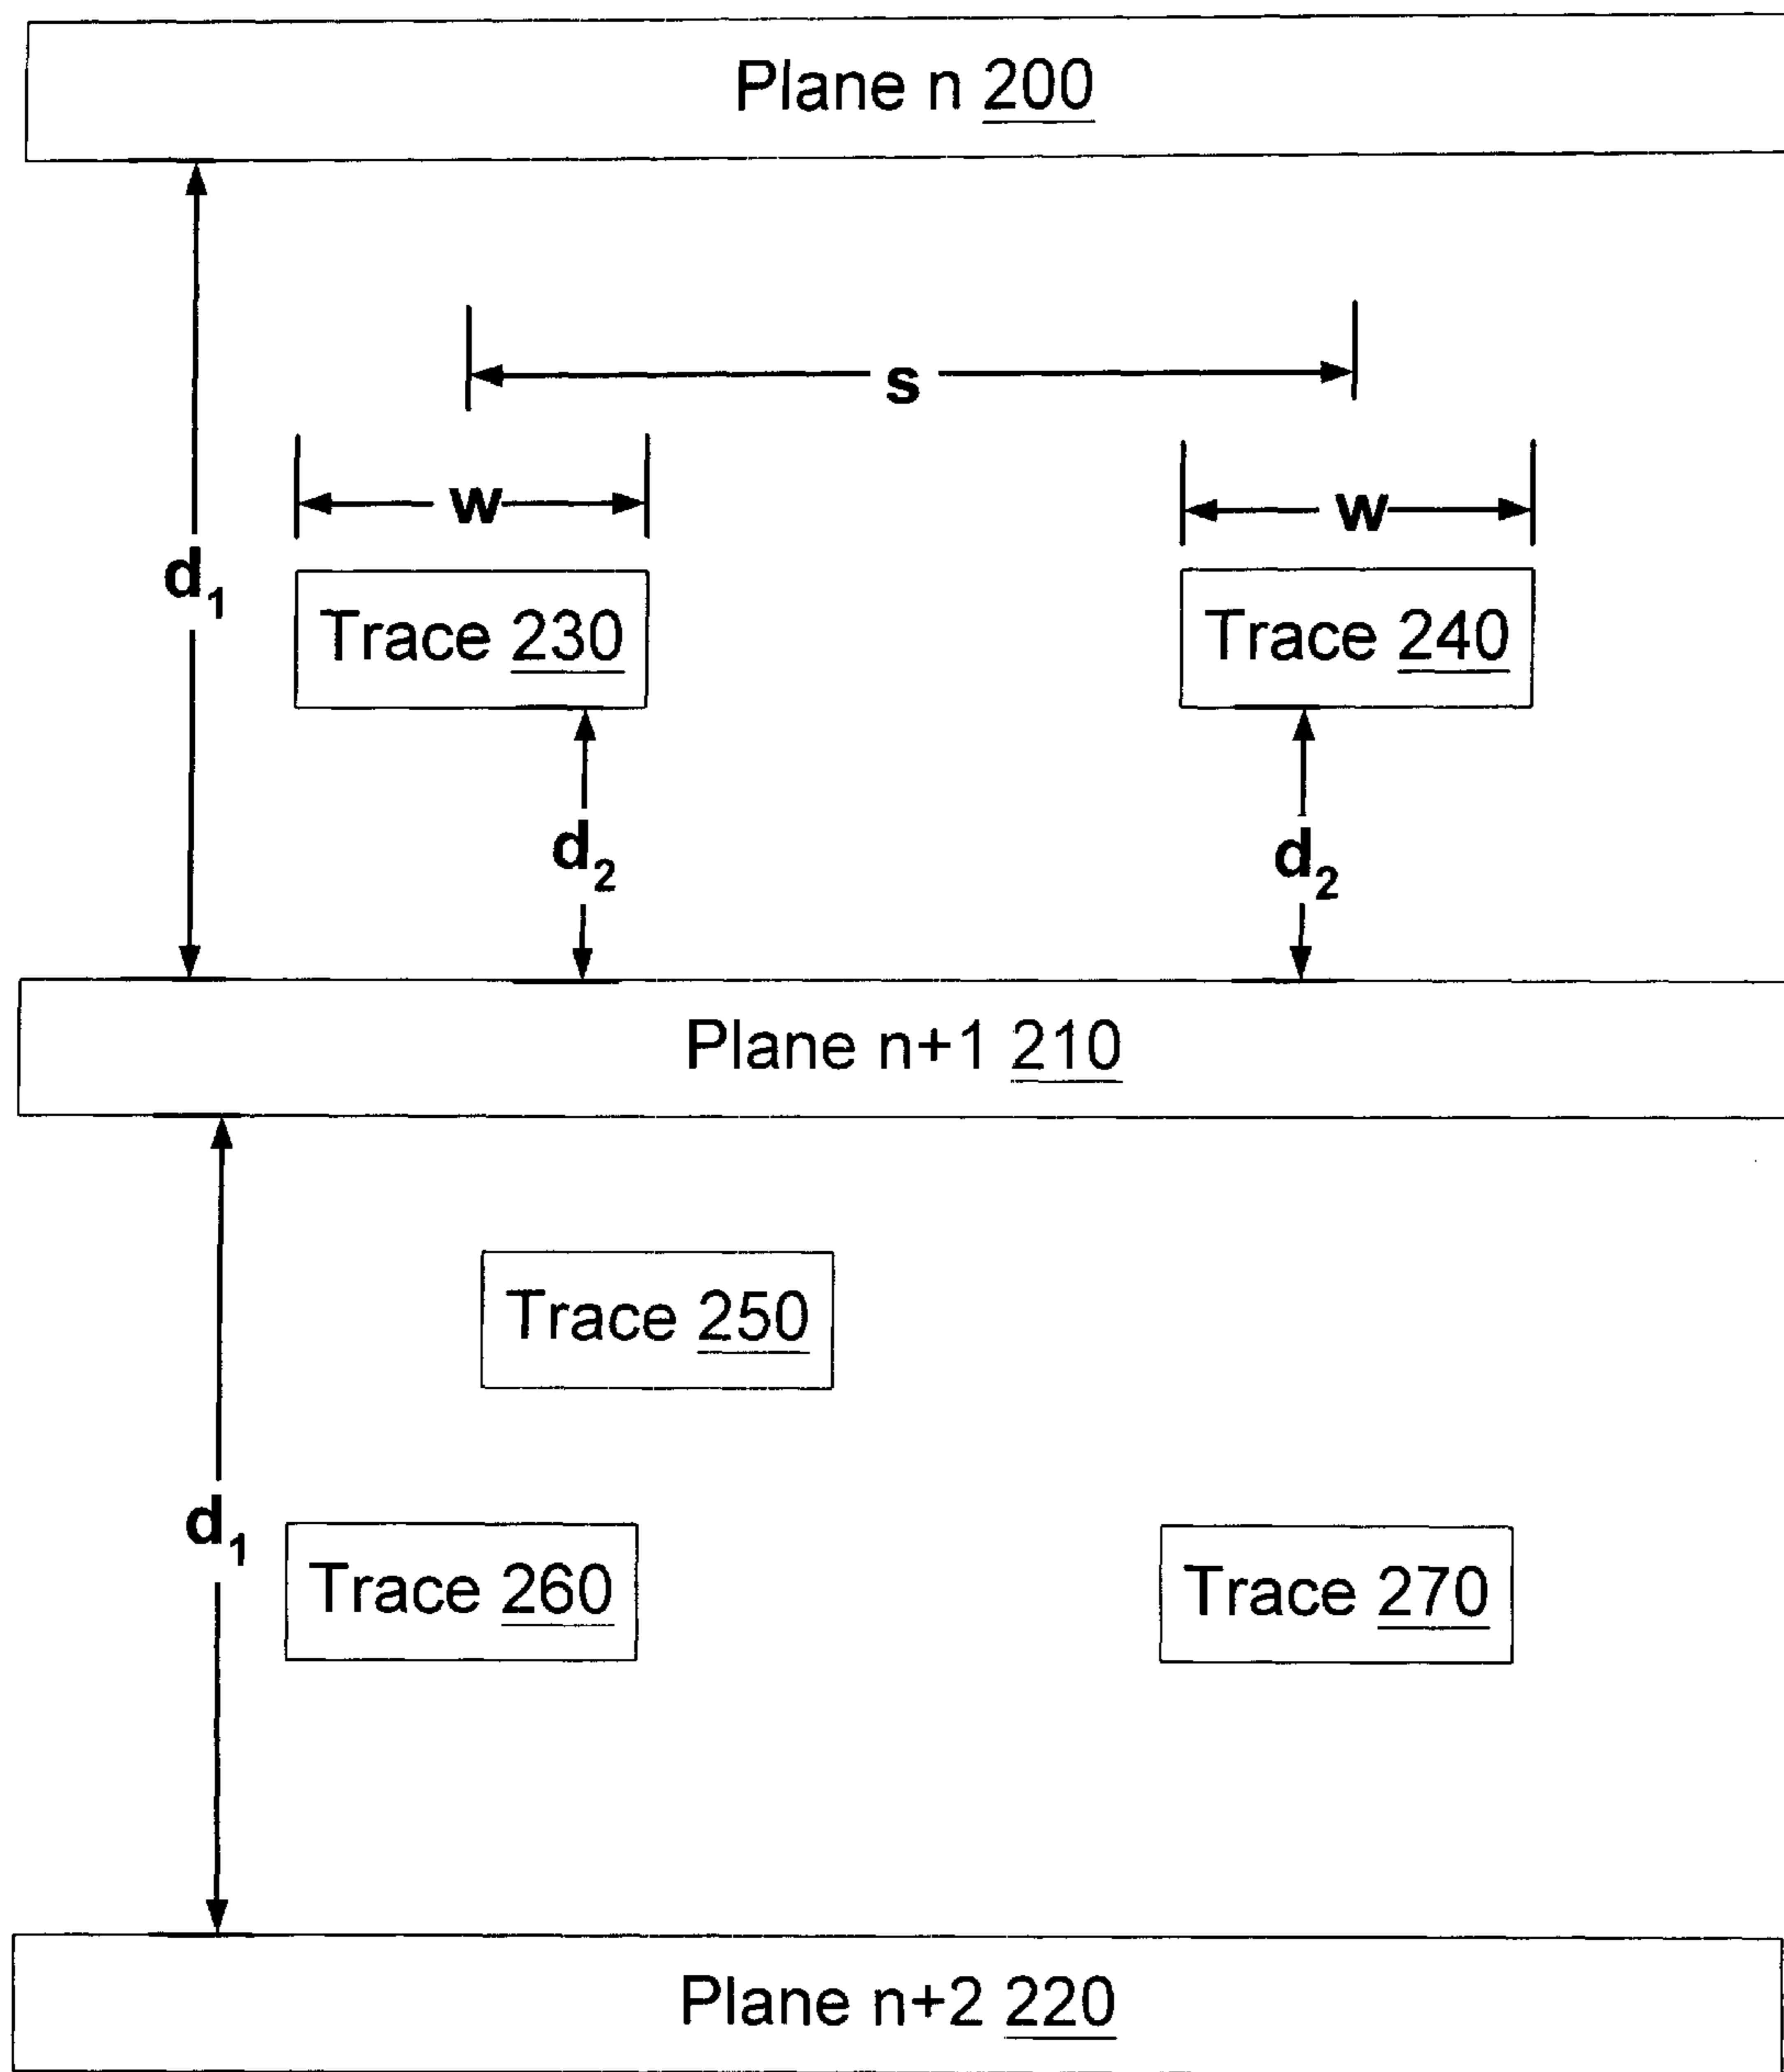 Plane n 200
s
w
w
d1
Trace 230
Trace 240
d2
d2
Plane n+1 210
Trace 250
d1
Trace 260
Trace 270
Plane n+2 220